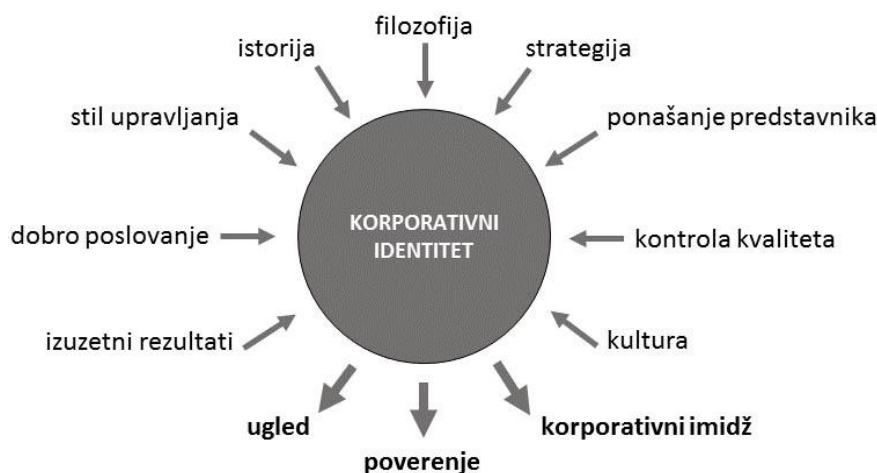 filozofija
istorija
strategija
stil upravljanja
ponašanje predstavnika
dobro poslovanje
KORPORATIVNI
IDENTITET
kontrola kvaliteta
izuzetni rezultati
kultura
ugled
korporativni imidž
poverenje